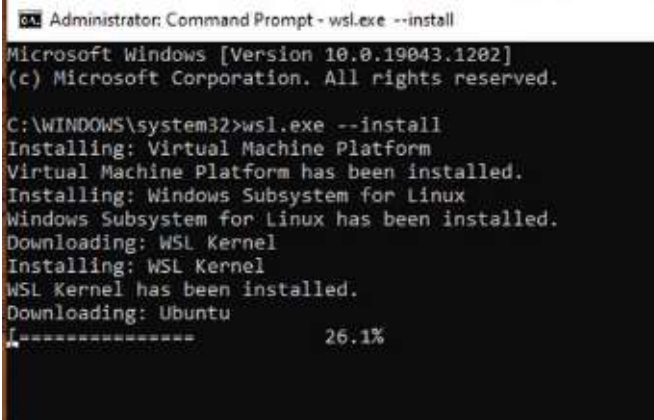 Administrator: Command Prompt - wsl.exe --install
Microsoft Windows [Version 10.0.19043.1202]
(c) Microsoft Corporation. All rights reserved.
C:\WINDOWS\system32>wsl.exe --install
Installing: Virtual Machine Platform
Virtual Machine Platform has been installed.
Installing: Windows Subsystem for Linux
Windows Subsystem for Linux has been installed.
Downloading: WSL Kernel
Installing: WSL Kernel
WSL Kernel has been installed.
Downloading: Ubuntu
[=============== 26.1%